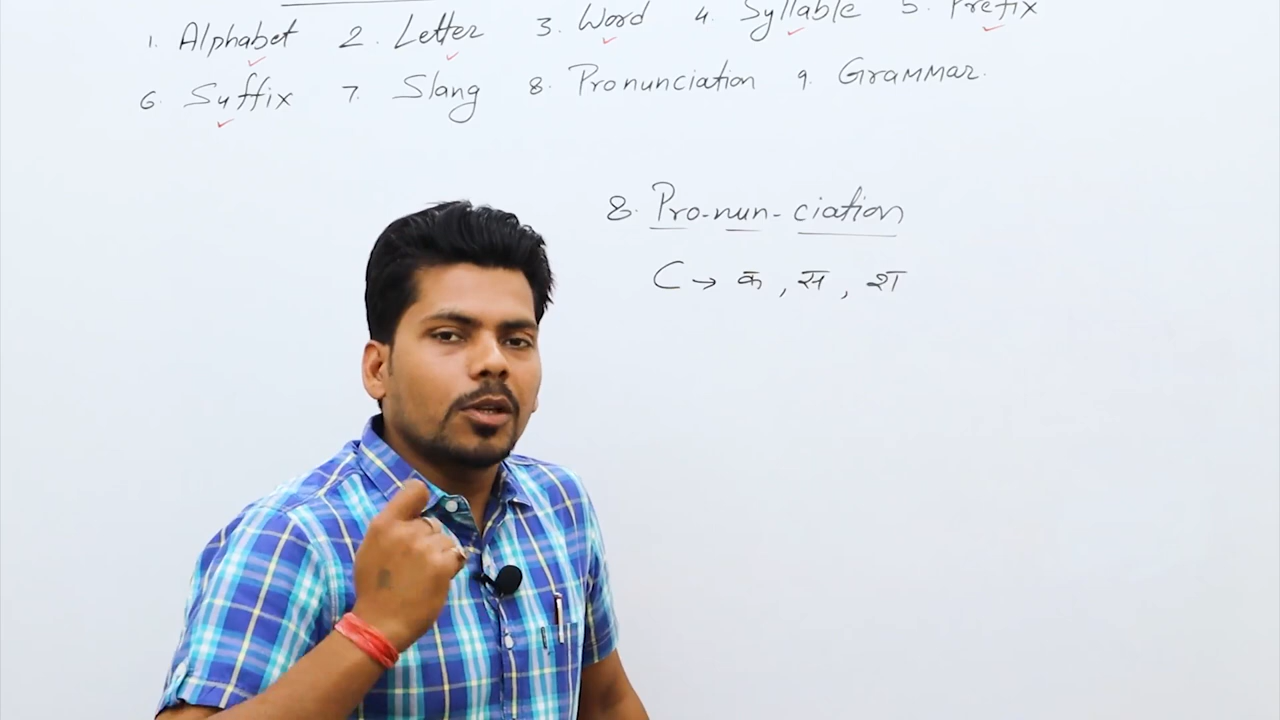 1. Alphabet 2. Letter 3. Word 4. Syllable 5. Prefix
6. Suffix 7. Slang 8. Pronunciation 9. Grammar.
8. Pro-nun-ciation
C → क, स, श